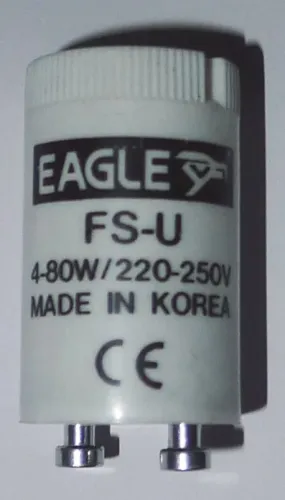 EAGLE
FS-U
4-80W/220-250V
MADE IN KOREA
CE